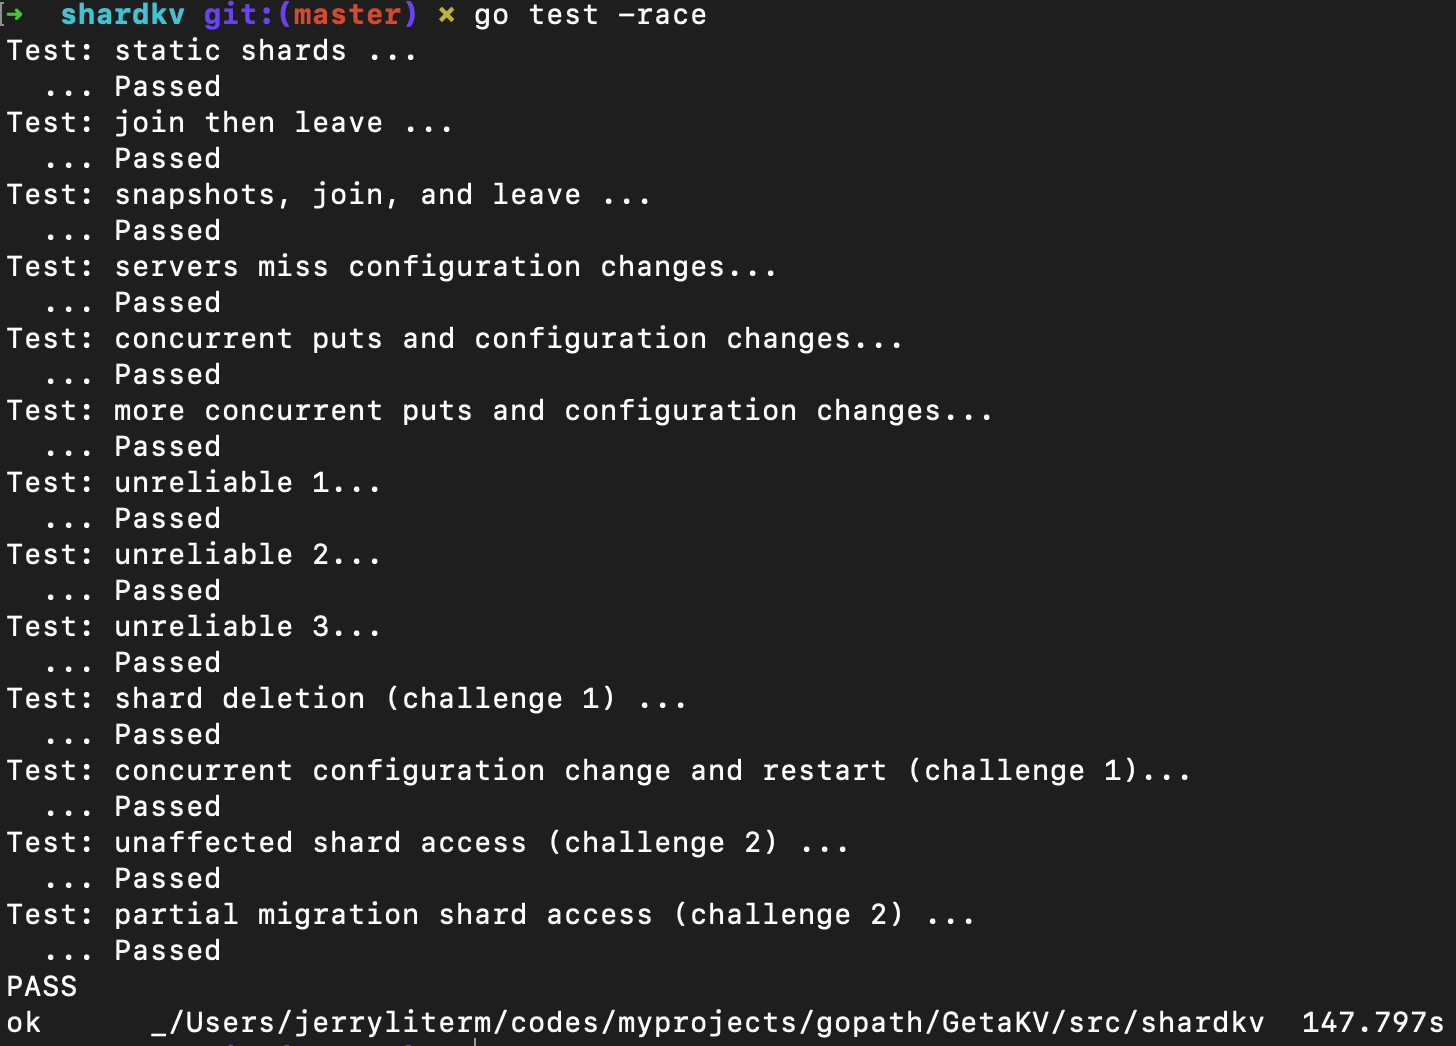 ➜  shardkv git:(master) ✗ go test -race
Test: static shards ...
  ... Passed
Test: join then leave ...
  ... Passed
Test: snapshots, join, and leave ...
  ... Passed
Test: servers miss configuration changes...
  ... Passed
Test: concurrent puts and configuration changes...
  ... Passed
Test: more concurrent puts and configuration changes...
  ... Passed
Test: unreliable 1...
  ... Passed
Test: unreliable 2...
  ... Passed
Test: unreliable 3...
  ... Passed
Test: shard deletion (challenge 1) ...
  ... Passed
Test: concurrent configuration change and restart (challenge 1)...
  ... Passed
Test: unaffected shard access (challenge 2) ...
  ... Passed
Test: partial migration shard access (challenge 2) ...
  ... Passed
PASS
ok      _/Users/jerryliterm/codes/myprojects/gopath/GetaKV/src/shardkv  147.797s